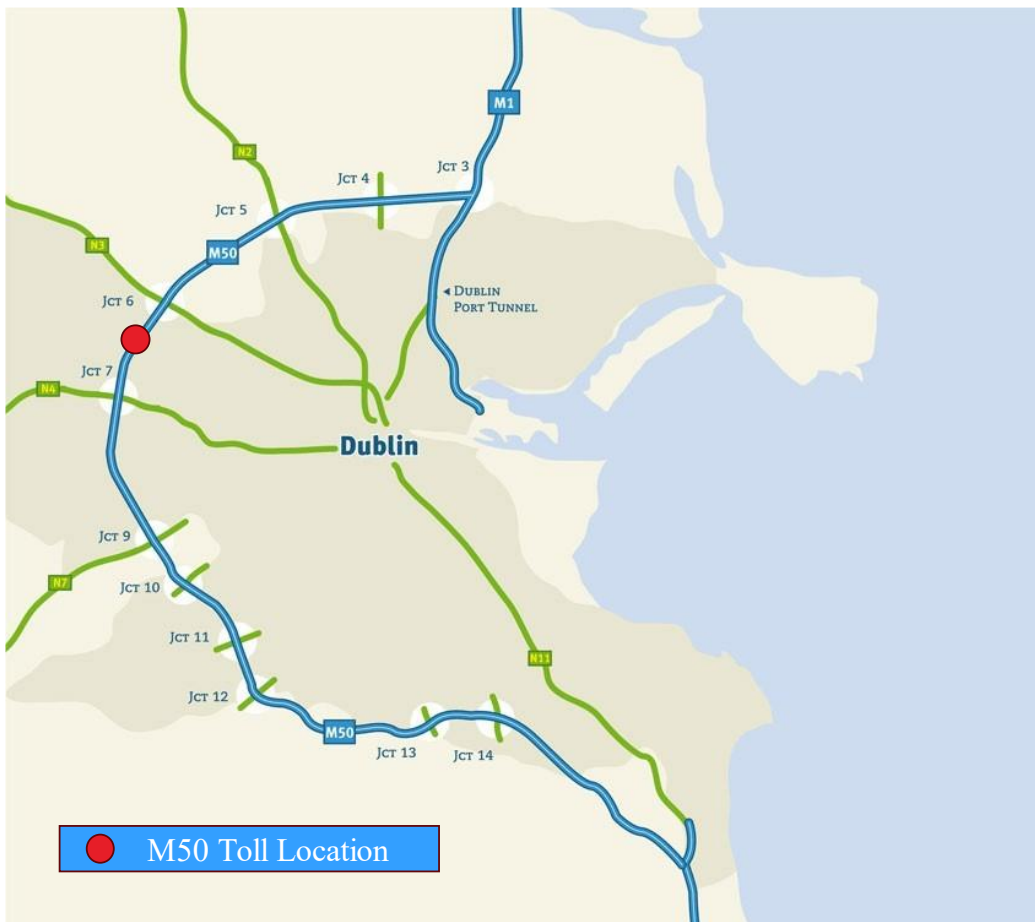 M1
N2
Jct 3
Jct 4
Jct 5
N3
M50
Dublin
Port Tunnel
Jct 6
Jct 7
N4
Dublin
Jct 9
N7
Jct 10
Jct 11
N11
Jct 12
M50
Jct 13
Jct 14
M50 Toll Location